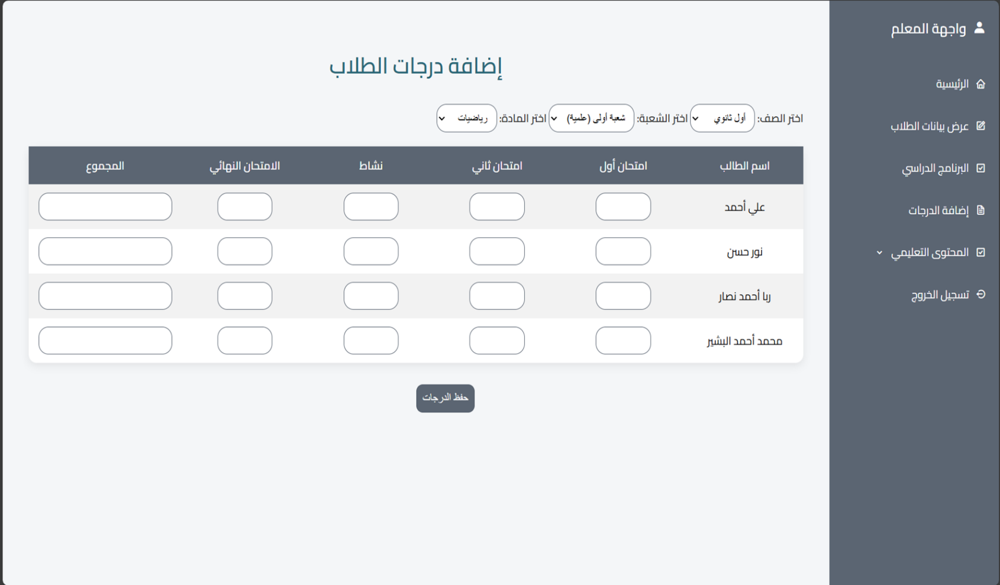 واجهة المعلم
الرئيسية
عرض بيانات الطلاب
البرنامج الدراسي
إضافة الدرجات
المحتوى التعليمي
تسجيل الخروج
إضافة درجات الطلاب
اختر الصف: أول ثانوي اختر الشعبة: شعبة أولى (علمية) اختر المادة: رياضيات
اسم الطالب امتحان أول امتحان ثاني نشاط الامتحان النهائي المجموع
علي أحمد
نور حسن
ربا أحمد نصار
محمد أحمد البشير
حفظ الدرجات